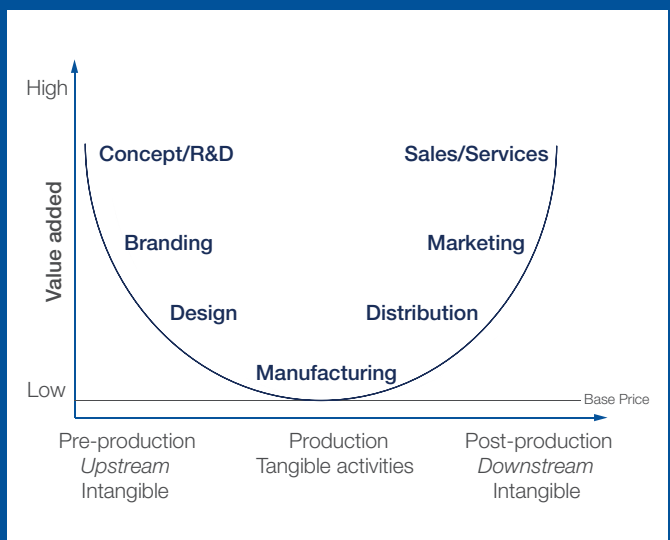 High
Concept/R&D
Sales/Services
Value added
Branding
Marketing
Design
Distribution
Manufacturing
Low
Base Price
Pre-production
Upstream
Intangible
Production
Tangible activities
Post-production
Downstream
Intangible